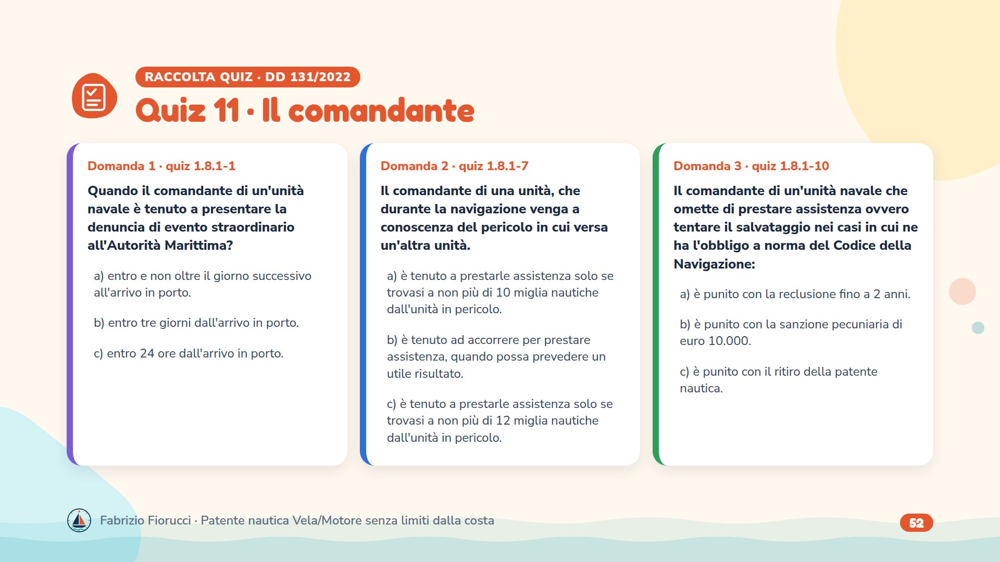 RACCOLTA QUIZ · DD 131/2022
Quiz 11 · Il comandante
Domanda 1 · quiz 1.8.1-1
Quando il comandante di un'unità
navale è tenuto a presentare la
denuncia di evento straordinario
all'Autorità Marittima?
a) entro e non oltre il giorno successivo
all'arrivo in porto.
b) entro tre giorni dall'arrivo in porto.
c) entro 24 ore dall'arrivo in porto.
Domanda 2 · quiz 1.8.1-7
Il comandante di una unità, che
durante la navigazione venga a
conoscenza del pericolo in cui versa
un'altra unità.
a) è tenuto a prestarle assistenza solo se
trovasi a non più di 10 miglia nautiche
dall'unità in pericolo.
b) è tenuto ad accorrere per prestare
assistenza, quando possa prevedere un
utile risultato.
c) è tenuto a prestarle assistenza solo se
trovasi a non più di 12 miglia nautiche
dall'unità in pericolo.
Domanda 3 · quiz 1.8.1-10
Il comandante di un'unità navale che
omette di prestare assistenza ovvero
tentare il salvataggio nei casi in cui ne
ha l'obbligo a norma del Codice della
Navigazione:
a) è punito con la reclusione fino a 2 anni.
b) è punito con la sanzione pecuniaria di
euro 10.000.
c) è punito con il ritiro della patente
nautica.
Fabrizio Fiorucci · Patente nautica Vela/Motore senza limiti dalla costa
52